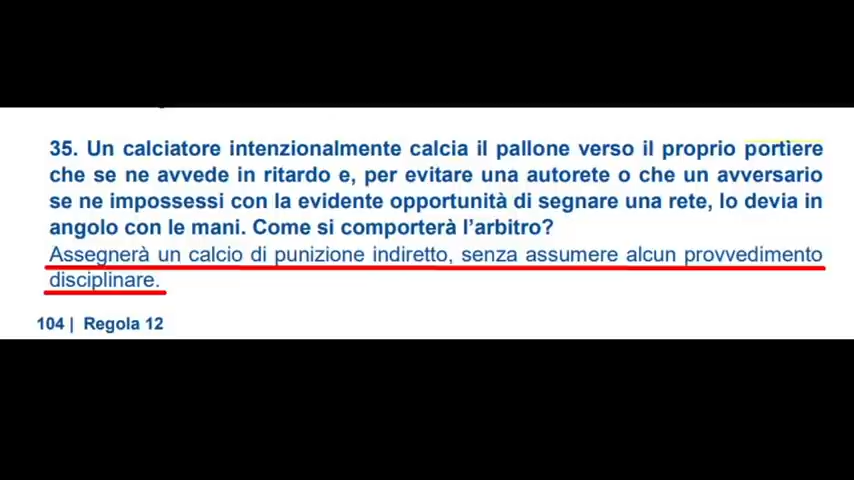 35. Un calciatore intenzionalmente calcia il pallone verso il proprio portiere
che se ne avvede in ritardo e, per evitare una autorete o che un avversario
se ne impossessi con la evidente opportunità di segnare una rete, lo devia in
angolo con le mani. Come si comporterà l'arbitro?
Assegnerà un calcio di punizione indiretto, senza assumere alcun provvedimento
disciplinare.
104 | Regola 12